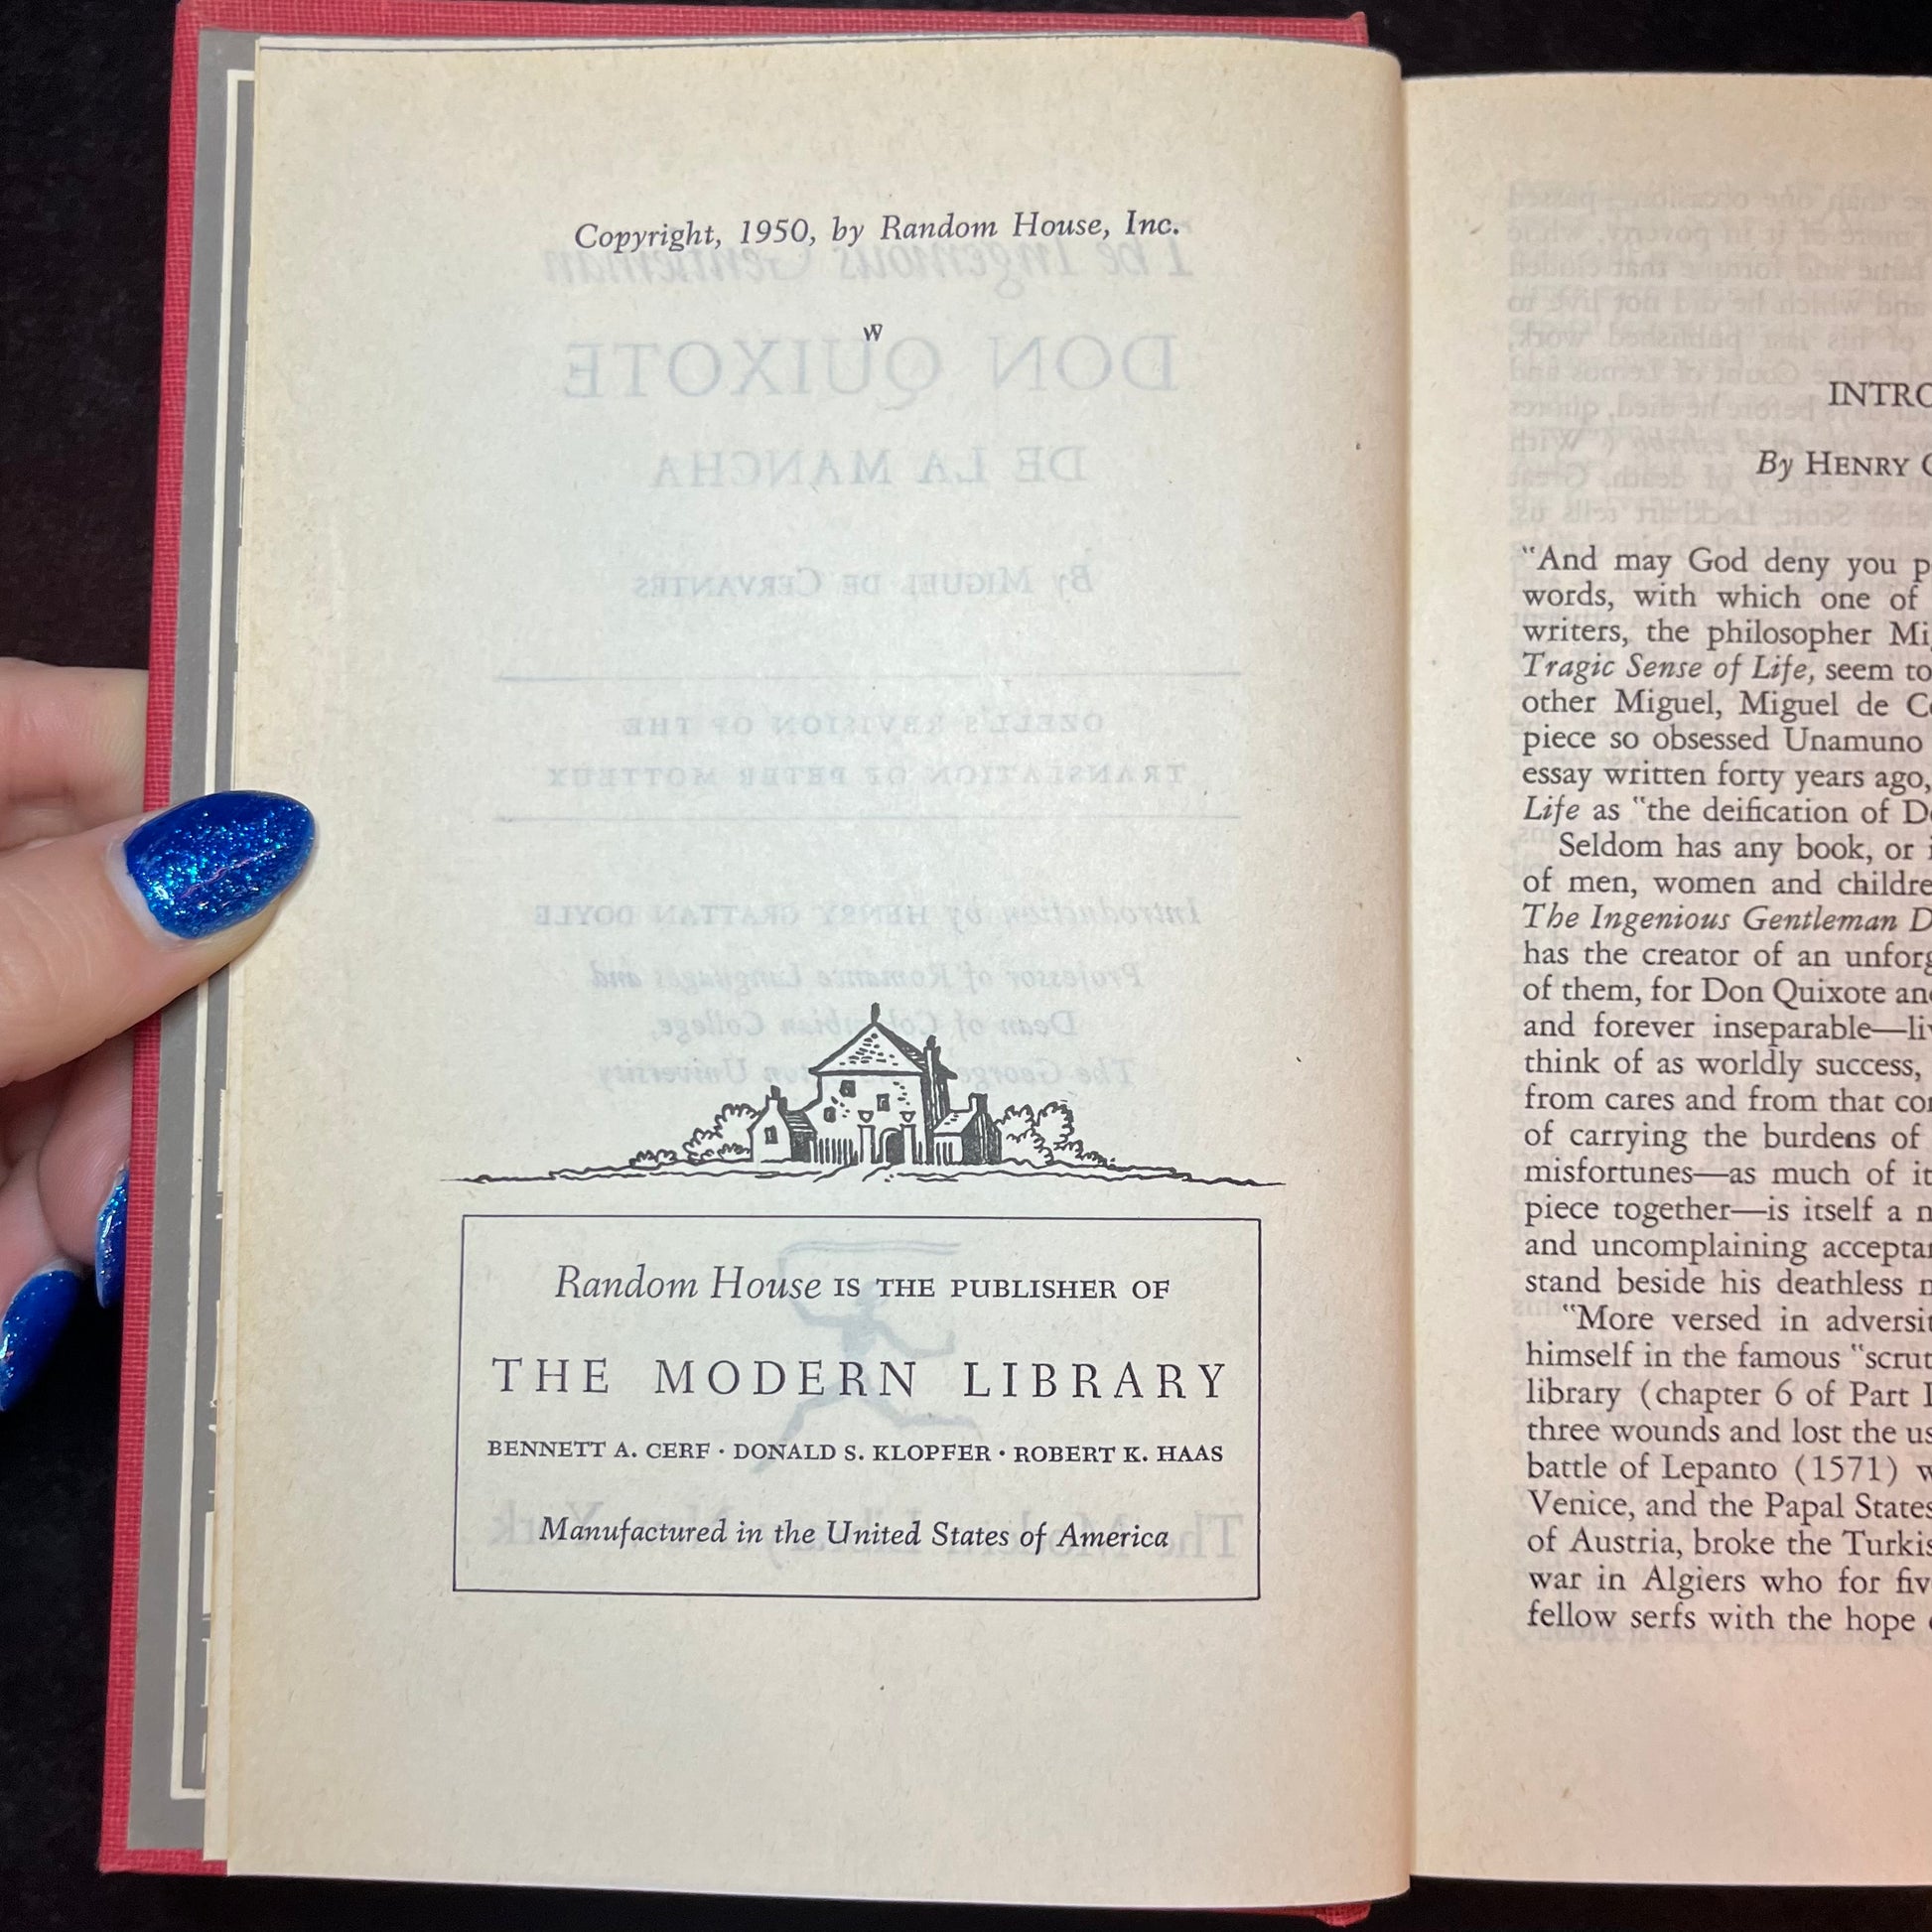 Copyright, 1950, by Random House, Inc.
W
Random House IS THE PUBLISHER OF
THE MODERN LIBRARY
BENNETT A. CERF · DONALD S. KLOPFER · ROBERT K. HAAS
Manufactured in the United States of America
INTRO
By HENRY G
"And may God deny you p
words, with which one of
writers, the philosopher Mi
Tragic Sense of Life, seem to
other Miguel, Miguel de Ce
piece so obsessed Unamuno
essay written forty years ago,
Life as "the deification of Do
Seldom has any book, or i
of men, women and childre
The Ingenious Gentleman D
has the creator of an unforg
of them, for Don Quixote and
and forever inseparable—liv
think of as worldly success,
from cares and from that con
of carrying the burdens of
misfortunes—as much of it
piece together—is itself a n
and uncomplaining acceptan
stand beside his deathless m
"More versed in adversit
himself in the famous "scrut
library (chapter 6 of Part I
three wounds and lost the us
battle of Lepanto (1571) w
Venice, and the Papal States
of Austria, broke the Turkis
war in Algiers who for fiv
fellow serfs with the hope